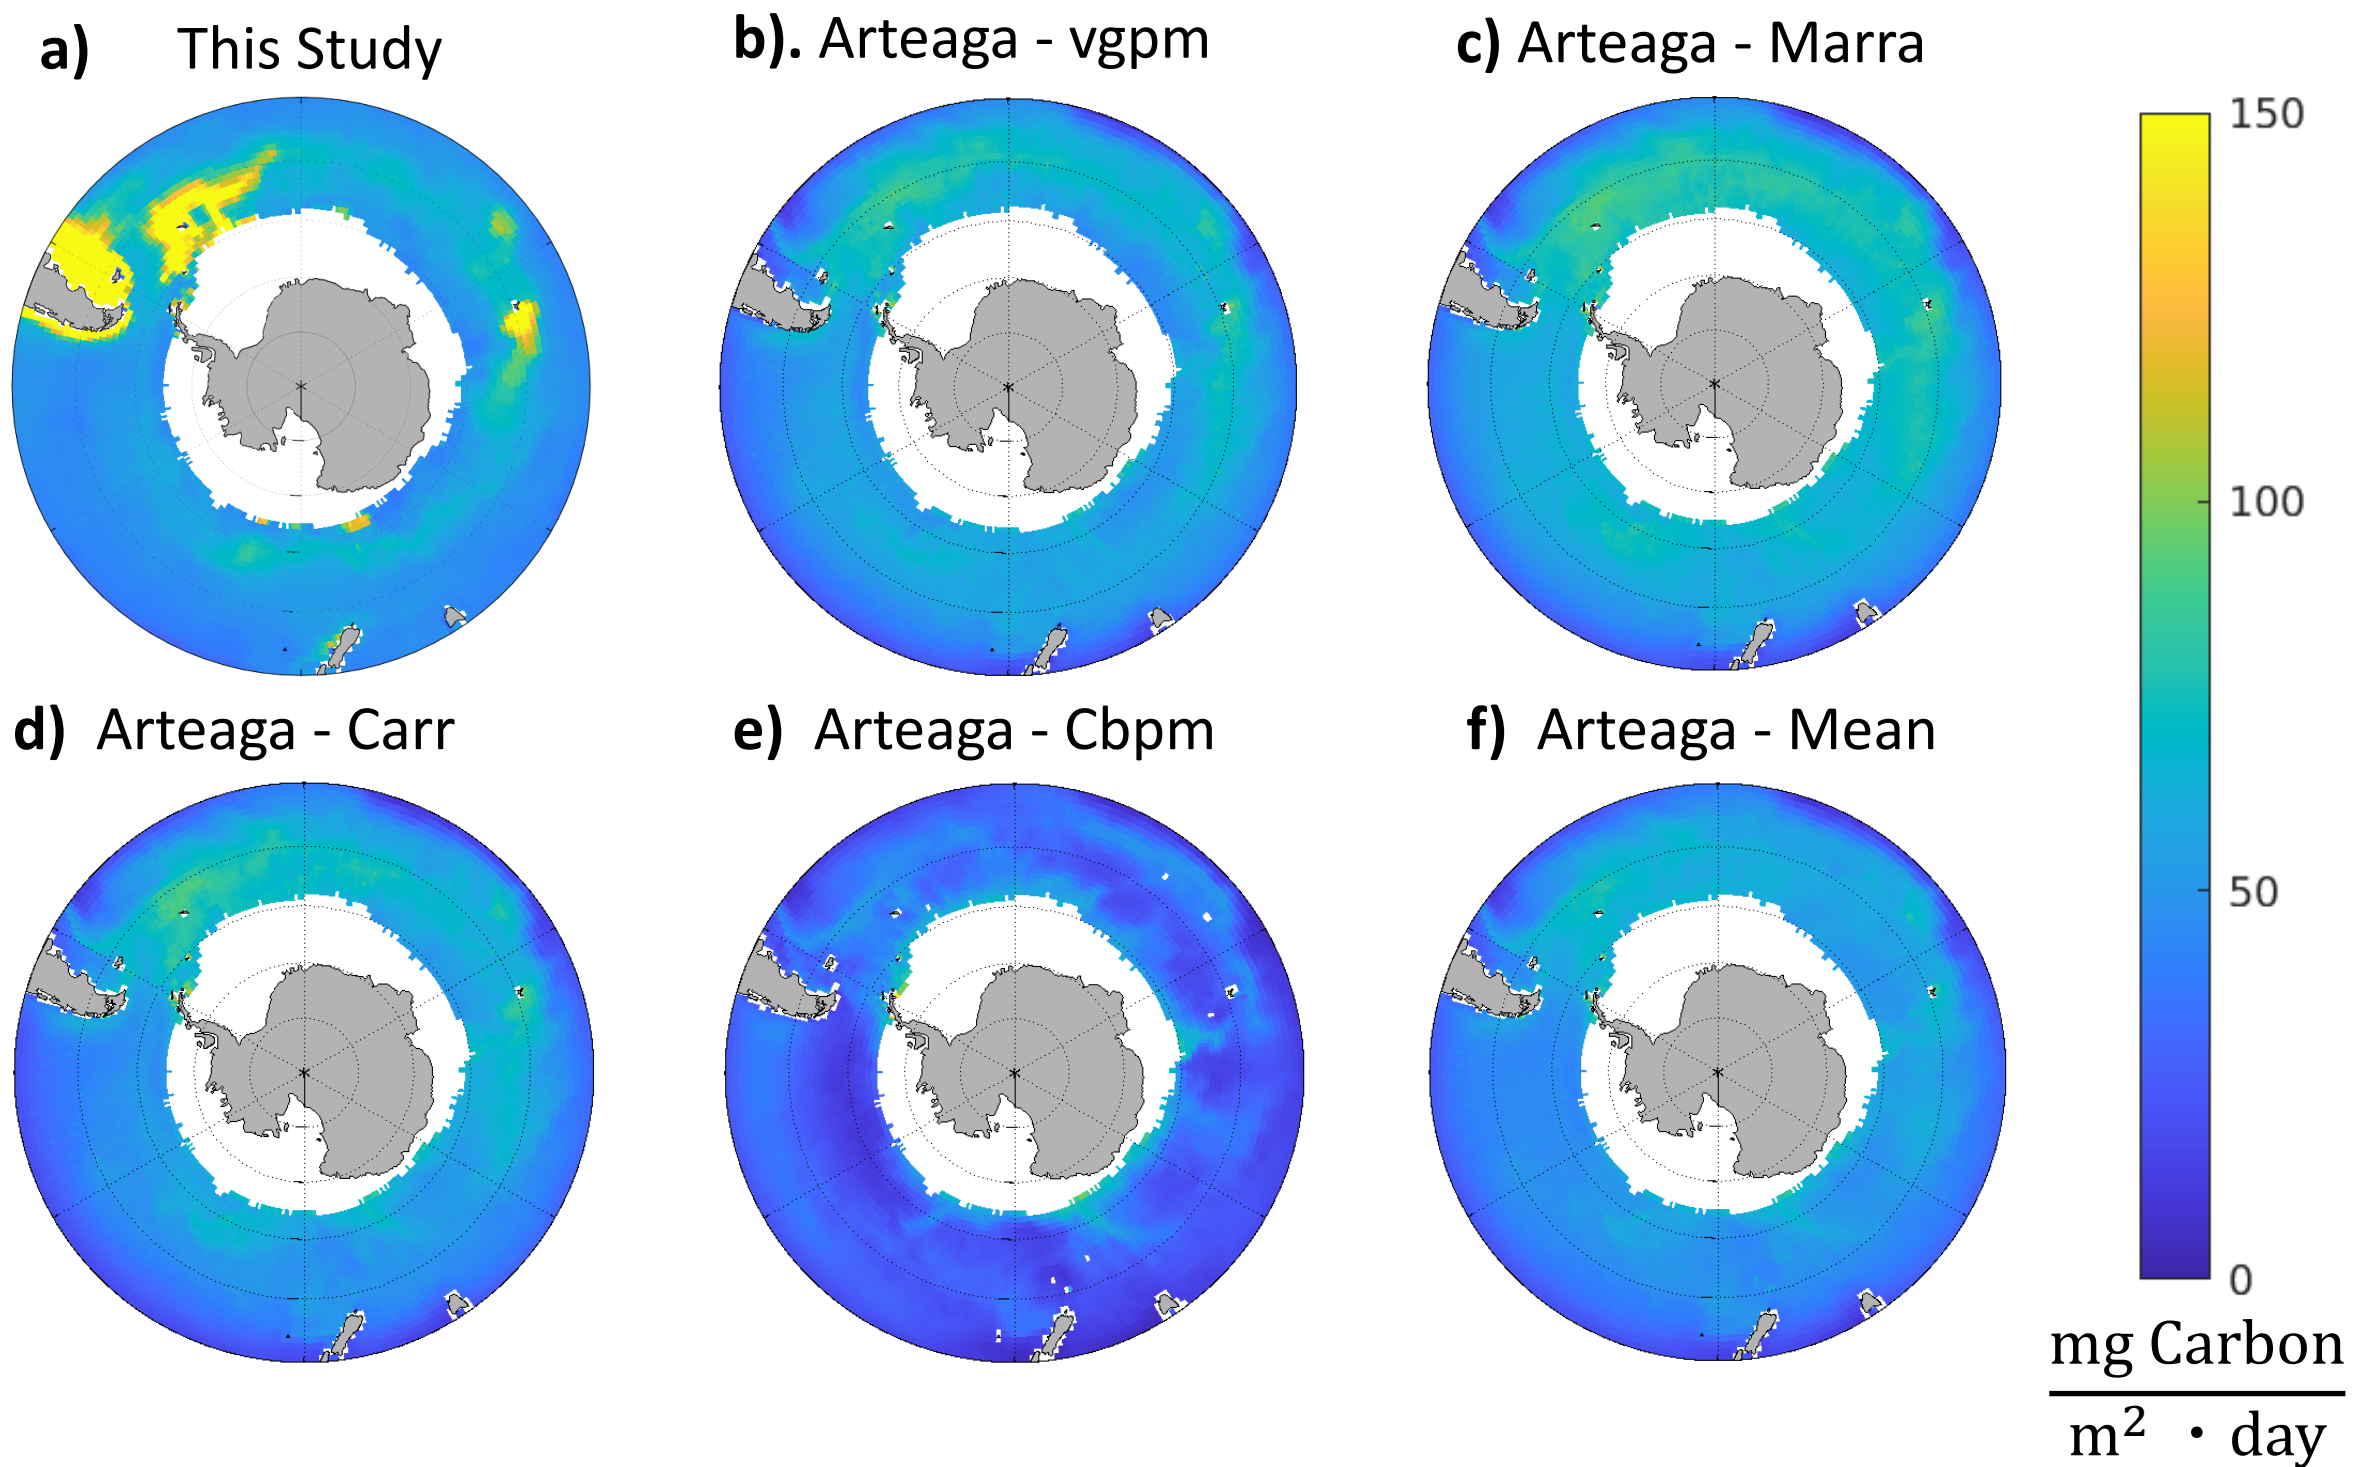 a) This Study
b). Arteaga - vgpm
c) Arteaga - Marra
150
100
50
0
d) Arteaga - Carr
e) Arteaga - Cbpm
f) Arteaga - Mean
mg Carbon
m² · day